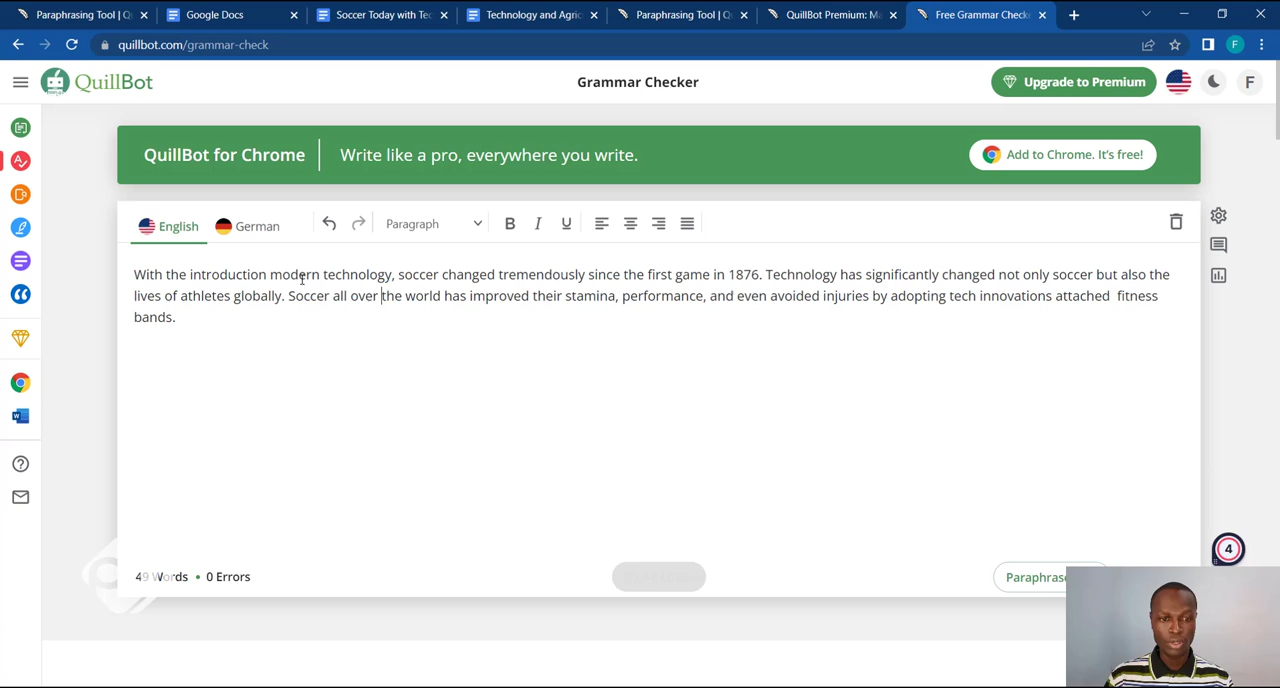 Paraphrasing Tool | Q
Google Docs
Soccer Today with Tec
Technology and Agric
Paraphrasing Tool | Q
QuillBot Premium: Ma
Free Grammar Check
quillbot.com/grammar-check
F
QuillBot
Grammar Checker
Upgrade to Premium
F
QuillBot for Chrome
Write like a pro, everywhere you write.
Add to Chrome. It's free!
English
German
Paragraph
B I U
With the introduction modern technology, soccer changed tremendously since the first game in 1876. Technology has significantly changed not only soccer but also the
lives of athletes globally. Soccer all over the world has improved their stamina, performance, and even avoided injuries by adopting tech innovations attached  fitness
bands.
49 Words • 0 Errors
Paraphrase
4